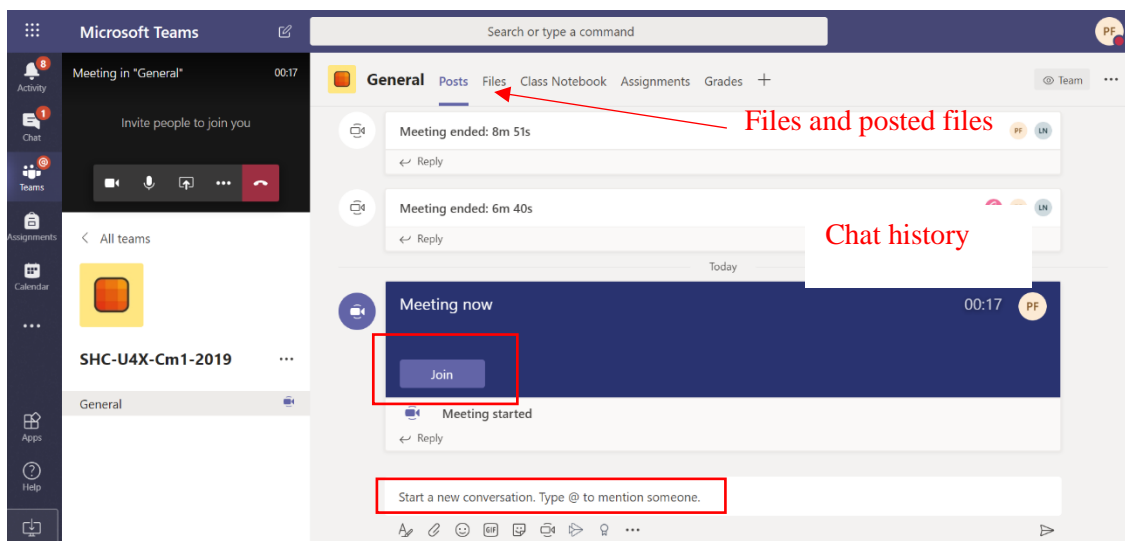 Microsoft Teams
Search or type a command
PF
8
Activity
1
Chat
@
Teams
Assignments
Calendar
Apps
Help
Meeting in "General" 00:17
Invite people to join you
All teams
SHC-U4X-Cm1-2019
General
General Posts Files Class Notebook Assignments Grades
Team
Files and posted files
Meeting ended: 8m 51s PF LN
Reply
Meeting ended: 6m 40s LN
Reply
Chat history
Today
Meeting now 00:17 PF
Join
Meeting started
Reply
Start a new conversation. Type @ to mention someone.
GIF